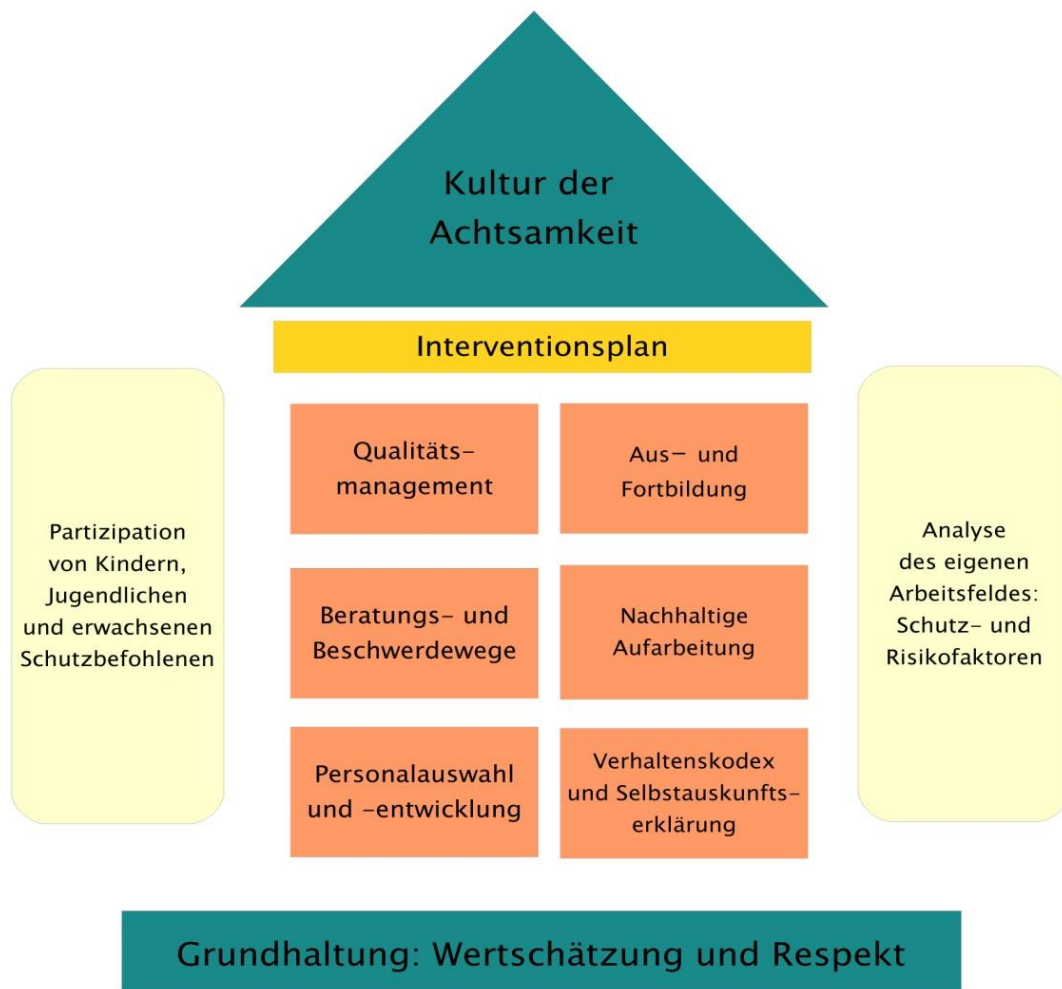 Kultur der
Achtsamkeit
Interventionsplan
Partizipation
von Kindern,
Jugendlichen
und erwachsenen
Schutzbefohlenen
Qualitäts-
management
Aus- und
Fortbildung
Beratungs- und
Beschwerdewege
Nachhaltige
Aufarbeitung
Personalauswahl
und -entwicklung
Verhaltenskodex
und Selbstauskunfts-
erklärung
Analyse
des eigenen
Arbeitsfeldes:
Schutz- und
Risikofaktoren
Grundhaltung: Wertschätzung und Respekt